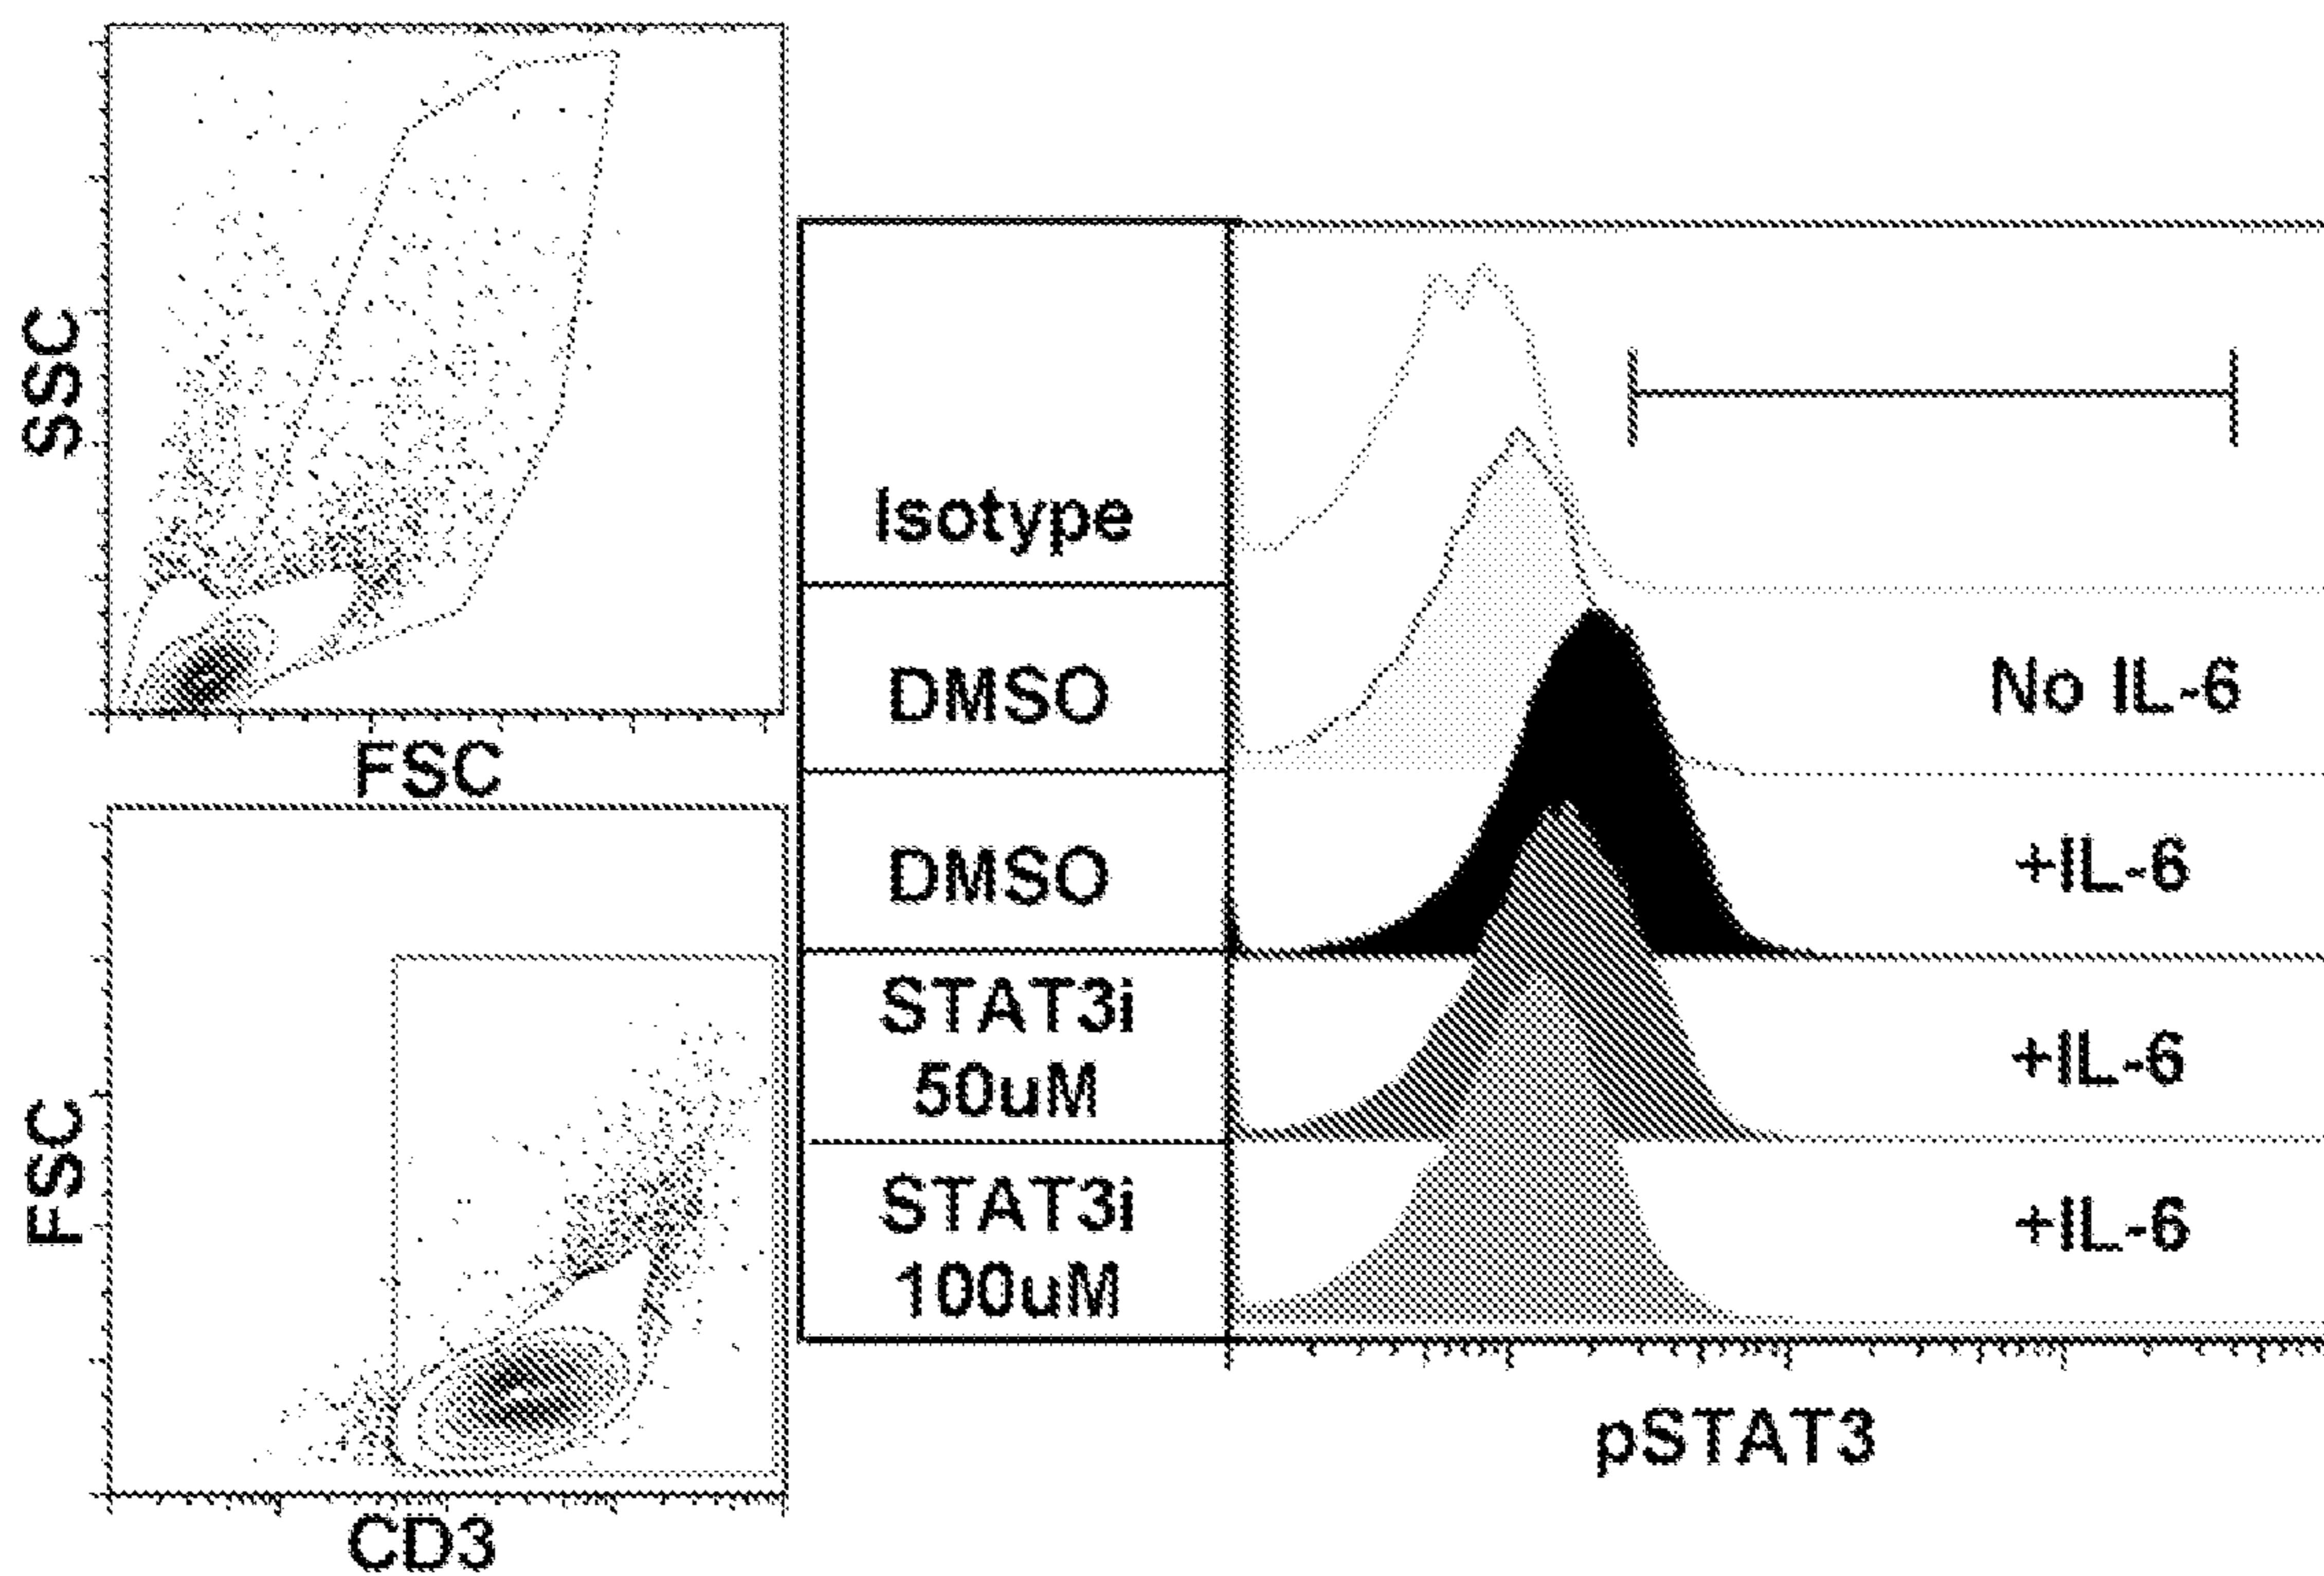 SSC
FSC
FSC
CD3
Isotype
DMSO
No IL-6
DMSO
+IL-6
STAT3i
50uM
+IL-6
STAT3i
100uM
+IL-6
pSTAT3